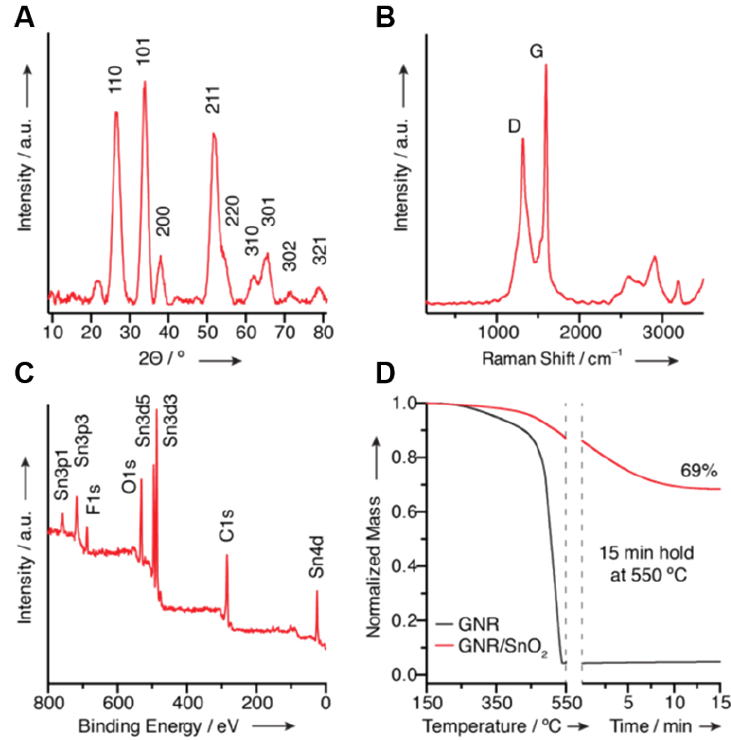 A
110
101
200
211
220
310
301
302
321
Intensity / a.u.
10 20 30 40 50 60 70 80
2Θ / º
B
D
G
Intensity / a.u.
1000 2000 3000
Raman Shift / cm⁻¹
C
Sn3p1
Sn3p3
F1s
O1s
Sn3d5
Sn3d3
C1s
Sn4d
Intensity / a.u.
800 600 400 200 0
Binding Energy / eV
D
1.0
0.8
0.6
0.4
0.2
0.0
Normalized Mass
69%
15 min hold
at 550 ºC
GNR
GNR/SnO₂
150 350 550 5 10 15
Temperature / ºC
Time / min